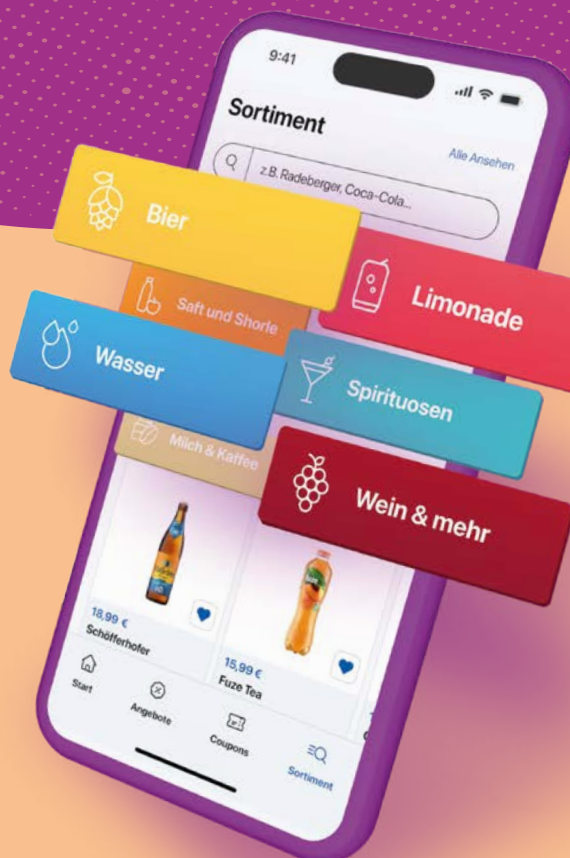 9:41
Sortiment
Alle Ansehen
z.B. Radeberger, Coca-Cola...
Bier
Limonade
Saft und Shorle
Wasser
Spirituosen
Milch & Kaffee
Wein & mehr
18,99 €
Schöfferhofer
15,99 €
Fuze Tea
Start
Angebote
Coupons
Sortiment